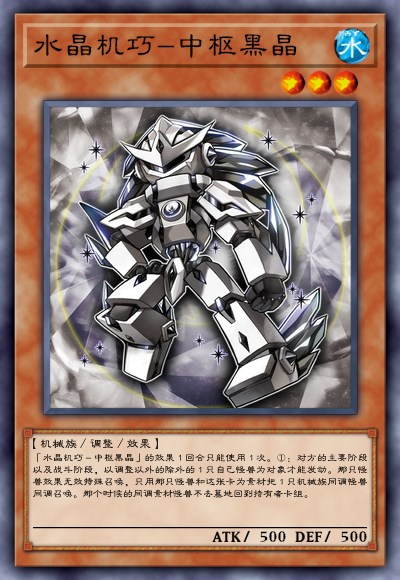 水晶机巧-中枢黑晶
水
【机械族/调整/效果】
「水晶机巧-中枢黑晶」的效果1回合只能使用1次。①:对方的主要阶段
以及战斗阶段，以调整以外的除外的1只自己怪兽为对象才能发动。那只怪
兽效果无效特殊召唤，只用那只怪兽和这张卡为素材把1只机械族同调怪兽
同调召唤。那个时候的同调素材怪兽不去墓地回到持有者卡组。
ATK/ 500 DEF/ 500